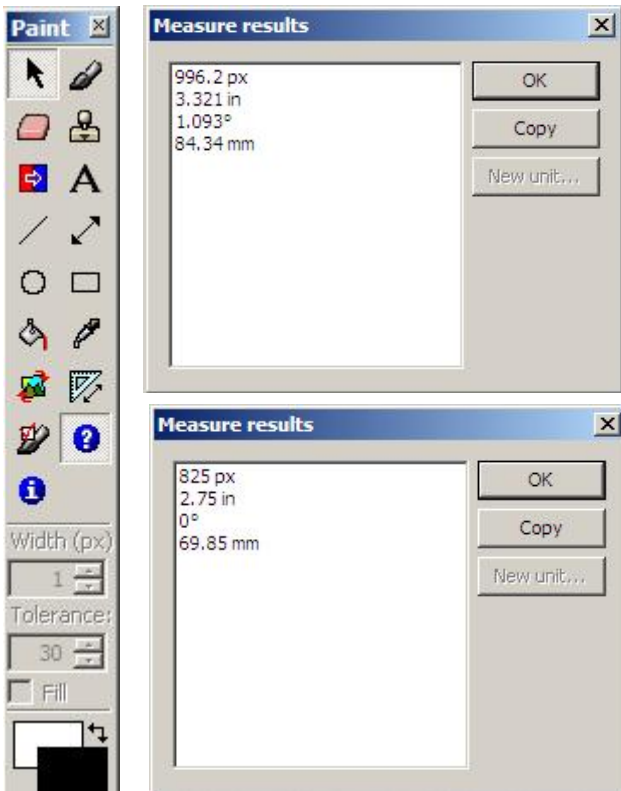 Paint
A
Width (px)
1
Tolerance:
30
Fill
Measure results
996.2 px
3.321 in
1.093°
84.34 mm
OK
Copy
New unit...
Measure results
825 px
2.75 in
0°
69.85 mm
OK
Copy
New unit...